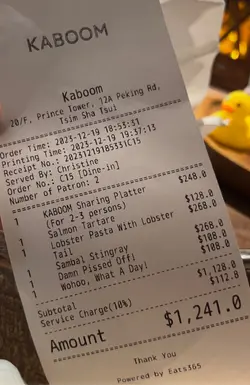 KABOOM
Kaboom
20/F, Prince Tower, 12A Peking Rd,
Tsim Sha Tsui
Order Time: 2023-12-19 18:53:31
Printing Time: 2023-12-19 19:37:13
Receipt No.: 20231219185331C15
Served By: Christine
Order No.: C15 [Dine-in]
Number of Patron: 2
1 KABOOM Sharing Platter $248.0
(For 2-3 persons)
1 Salmon Tartare $128.0
1 Lobster Pasta With Lobster $268.0
Tail
1 Sambal Stingray $268.0
1 Damn Pissed Off! $108.0
1 Wohoo, What A Day! $108.0
Subtotal $1,128.0
Service Charge(10%) $112.8
Amount $1,241.0
Thank You
Powered by Eats365